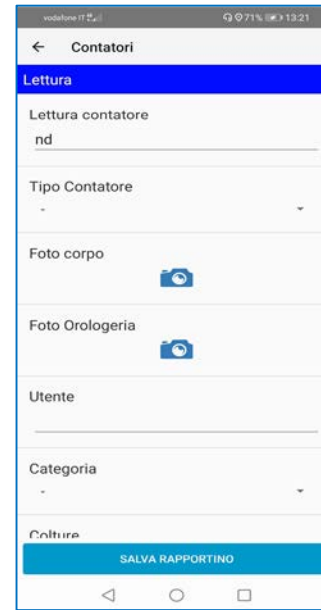 vodafone IT 71% 13:21
Contatori
Lettura
Lettura contatore
nd
Tipo Contatore
-
Foto corpo
Foto Orologeria
Utente
Categoria
-
Colture
SALVA RAPPORTINO